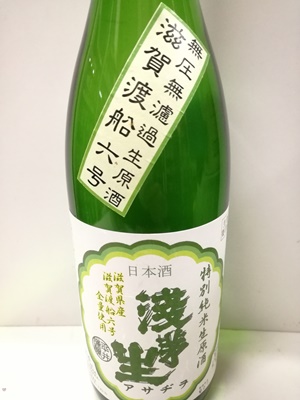 無圧無濾過生原酒
滋賀渡船六号
日本酒
特別純米生原酒
浅茅生
アサヂヲ
滋賀県産
滋賀渡船六号
全量使用